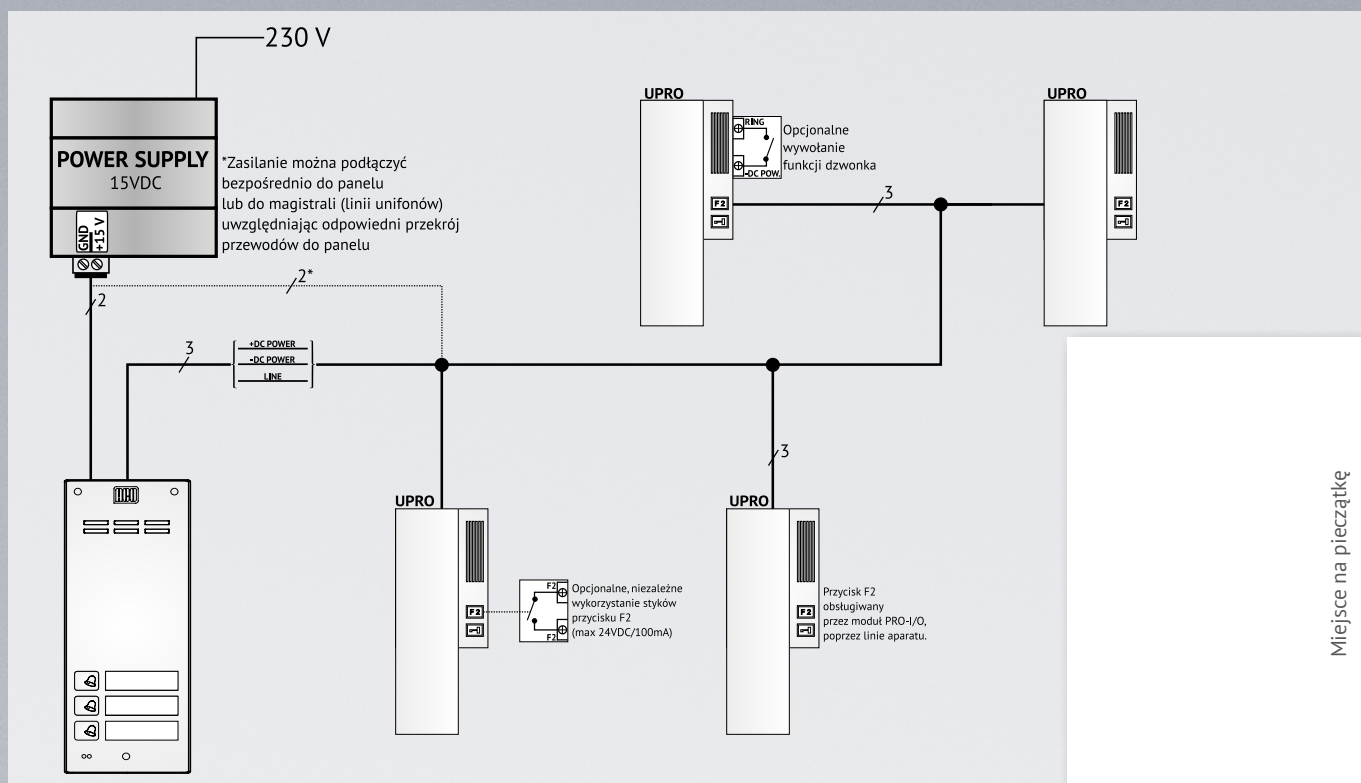 230 V
POWER SUPPLY
15VDC
GND
+15 V
*Zasilanie można podłączyć
bezpośrednio do panelu
lub do magistrali (linii unifonów)
uwzględniając odpowiedni przekrój
przewodów do panelu
2*
2
3
+DC POWER
-DC POWER
LINE
UPRO
RING
-DC POW.
Opcjonalne
wywołanie
funkcji dzwonka
F2
3
UPRO
F2
UPRO
F2
F2
F2
Opcjonalne, niezależne
wykorzystanie styków
przycisku F2
(max 24VDC/100mA)
3
UPRO
F2
Przycisk F2
obsługiwany
przez moduł PRO-I/O,
poprzez linie aparatu.
Miejsce na pieczątkę